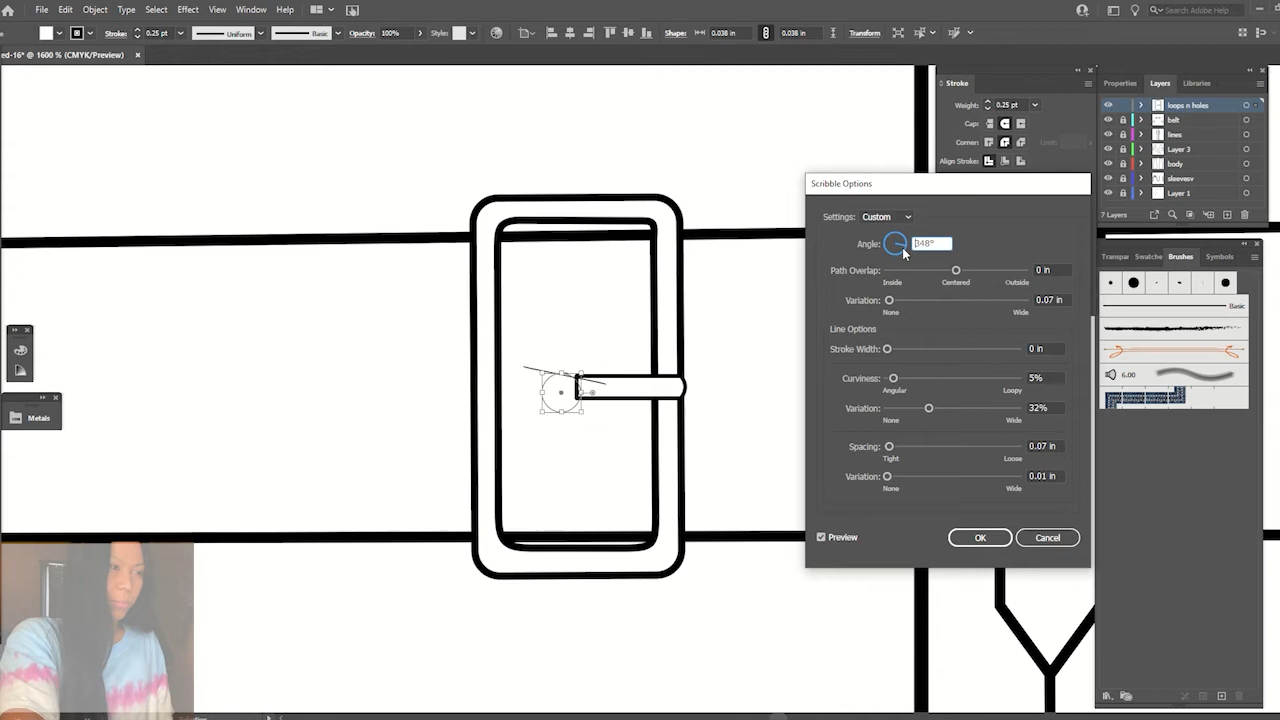 File Edit Object Type Select Effect View Window Help
Search Adobe Help
Stroke: 0.25 pt Uniform Basic Opacity: 100% Style: Shape: 0.038 in 0.038 in Transform
ed-16* @ 1600 % (CMYK/Preview) ×
Stroke
Weight: 0.25 pt
Cap:
Corner: Limit:
Align Stroke:
Properties Layers Libraries
loops n holes
belt
lines
Layer 3
body
sleevesv
Layer 1
7 Layers
Scribble Options
Settings: Custom
Angle: 348°
Path Overlap: 0 in
Inside Centered Outside
Variation: 0.07 in
None Wide
Line Options
Stroke Width: 0 in
Curviness: 5%
Angular Loopy
Variation: 32%
None Wide
Spacing: 0.07 in
Tight Loose
Variation: 0.01 in
None Wide
Preview OK Cancel
Transpar Swatche Brushes Symbols
Basic
6.00
Metals